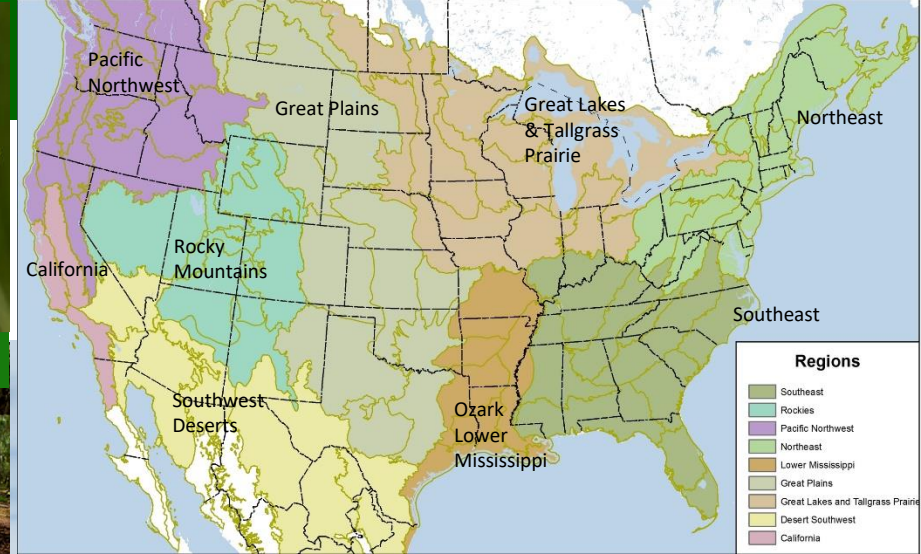 Pacific
Northwest
Great Plains
Great Lakes
& Tallgrass
Prairie
Northeast
Rocky
Mountains
California
Southeast
Southwest
Deserts
Ozark
Lower
Mississippi
Regions
Southeast
Rockies
Pacific Northwest
Northeast
Lower Mississippi
Great Plains
Great Lakes and Tallgrass Prairie
Desert Southwest
California